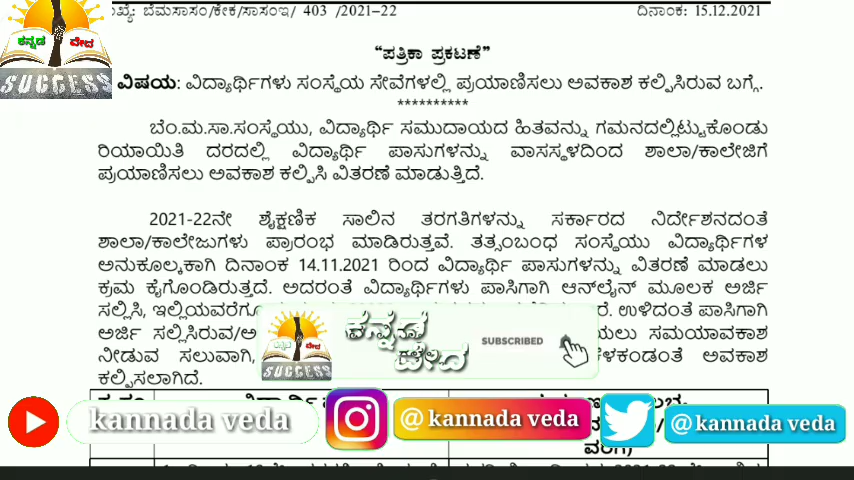 ಖ್ಯೆ: ಬೆಮಸಾಸಂ/ಕೇಕ/ಸಾಸಂಇ/ 403 /2021-22 ದಿನಾಂಕ: 15.12.2021
ಕನ್ನಡ ವೇದ
SUCCESS
“ಪತ್ರಿಕಾ ಪ್ರಕಟಣೆ”
ವಿಷಯ: ವಿದ್ಯಾರ್ಥಿಗಳು ಸಂಸ್ಥೆಯ ಸೇವೆಗಳಲ್ಲಿ ಪ್ರಯಾಣಿಸಲು ಅವಕಾಶ ಕಲ್ಪಿಸಿರುವ ಬಗ್ಗೆ.
**********
ಬೆಂ.ಮ.ಸಾ.ಸಂಸ್ಥೆಯು, ವಿದ್ಯಾರ್ಥಿ ಸಮುದಾಯದ ಹಿತವನ್ನು ಗಮನದಲ್ಲಿಟ್ಟುಕೊಂಡು
ರಿಯಾಯಿತಿ ದರದಲ್ಲಿ ವಿದ್ಯಾರ್ಥಿ ಪಾಸುಗಳನ್ನು ವಾಸಸ್ಥಳದಿಂದ ಶಾಲಾ/ಕಾಲೇಜಿಗೆ
ಪ್ರಯಾಣಿಸಲು ಅವಕಾಶ ಕಲ್ಪಿಸಿ ವಿತರಣೆ ಮಾಡುತ್ತಿದೆ.
2021-22ನೇ ಶೈಕ್ಷಣಿಕ ಸಾಲಿನ ತರಗತಿಗಳನ್ನು ಸರ್ಕಾರದ ನಿರ್ದೇಶನದಂತೆ
ಶಾಲಾ/ಕಾಲೇಜುಗಳು ಪ್ರಾರಂಭ ಮಾಡಿರುತ್ತವೆ. ತತ್ಸಂಬಂಧ ಸಂಸ್ಥೆಯು ವಿದ್ಯಾರ್ಥಿಗಳ
ಅನುಕೂಲ್ಕಕಾಗಿ ದಿನಾಂಕ 14.11.2021 ರಿಂದ ವಿದ್ಯಾರ್ಥಿ ಪಾಸುಗಳನ್ನು ವಿತರಣೆ ಮಾಡಲು
ಕ್ರಮ ಕೈಗೊಂಡಿರುತ್ತದೆ. ಅದರಂತೆ ವಿದ್ಯಾರ್ಥಿಗಳು ಪಾಸಿಗಾಗಿ ಆನ್‌ಲೈನ್ ಮೂಲಕ ಅರ್ಜಿ
ಸಲ್ಲಿಸಿ, ಉಳಿದಂತೆ ಪಾಸಿಗಾಗಿ
ಅರ್ಜಿ ಸಲ್ಲಿಸಿರುವ/ಅ ಸಮಯಾವಕಾಶ
ನೀಡುವ ಸಲುವಾಗಿ, ಳಕಂಡಂತೆ ಅವಕಾಶ
ಕಲ್ಪಿಸಲಾಗಿದೆ.
ಕನ್ನಡ ವೇದ
SUCCESS
SUBSCRIBED
kannada veda
@ kannada veda
@ kannada veda